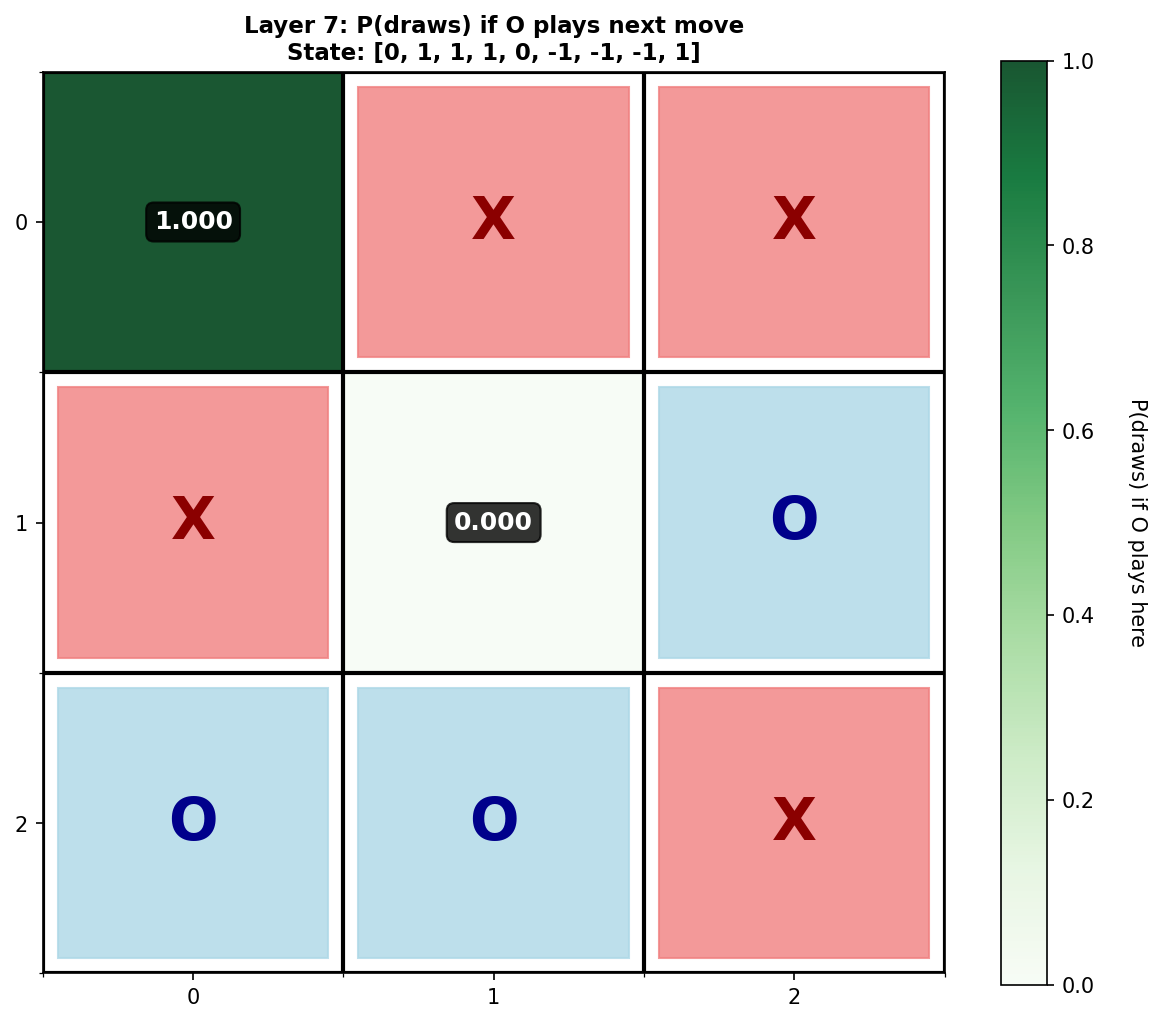 Layer 7: P(draws) if O plays next move
State: [0, 1, 1, 1, 0, -1, -1, -1, 1]
1.000
X
X
X
0.000
O
O
O
X
0
1
2
0
1
2
1.0
0.8
0.6
0.4
0.2
0.0
P(draws) if O plays here